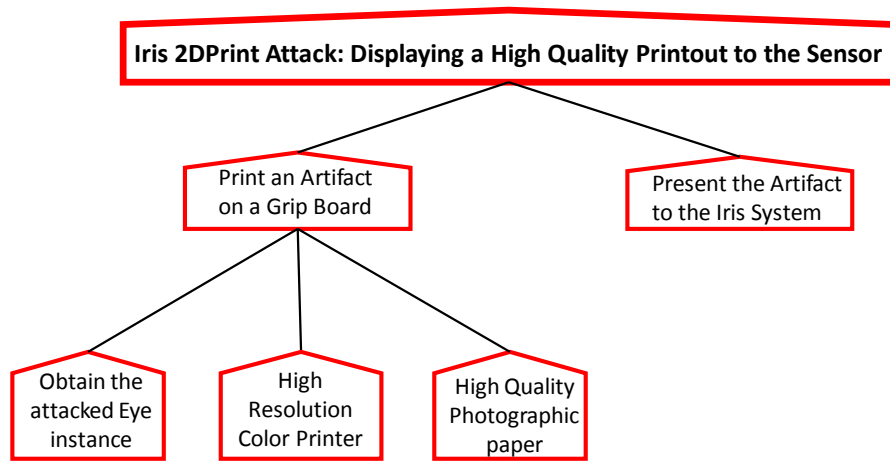 Iris 2DPrint Attack: Displaying a High Quality Printout to the Sensor
Print an Artifact
on a Grip Board
Present the Artifact
to the Iris System
Obtain the
attacked Eye
instance
High
Resolution
Color Printer
High Quality
Photographic
paper